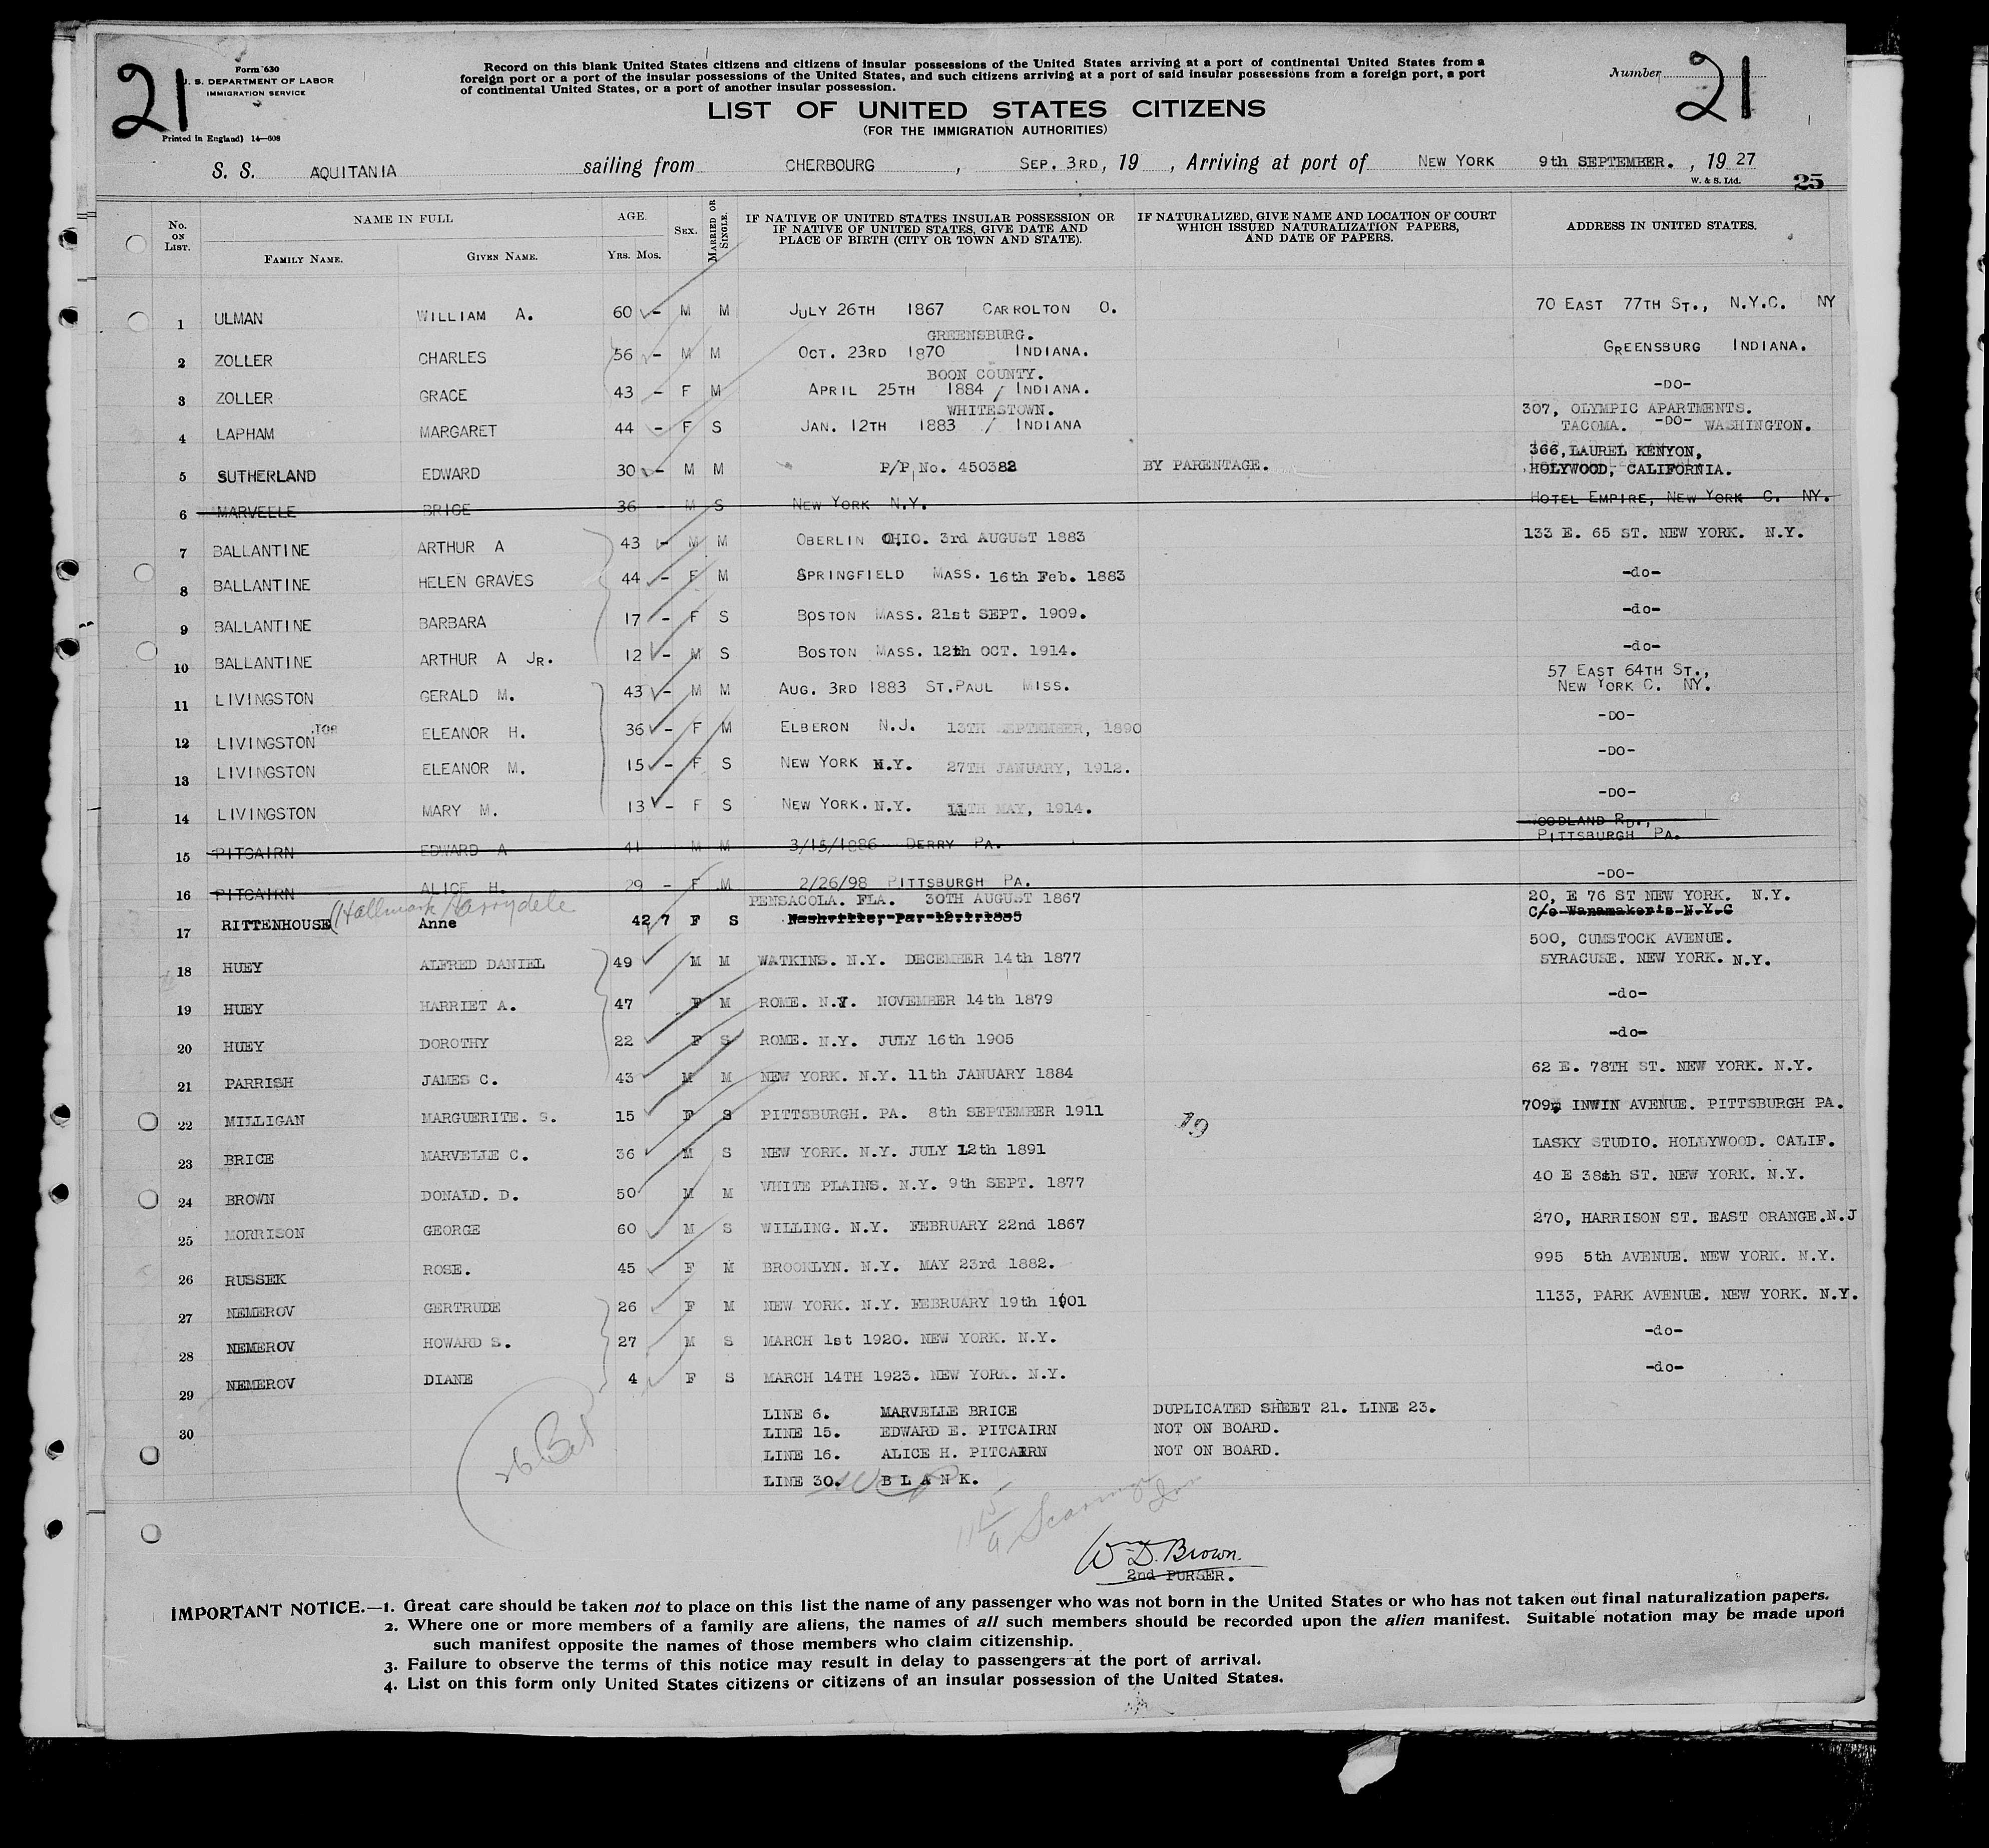 21
Form 630
U. S. DEPARTMENT OF LABOR
IMMIGRATION SERVICE
Printed in England) 14—608
Record on this blank United States citizens and citizens of insular possessions of the United States arriving at a port of continental United States from a
foreign port or a port of the insular possessions of the United States, and such citizens arriving at a port of said insular possessions from a foreign port, a port
of continental United States, or a port of another insular possession.
Number 21
LIST OF UNITED STATES CITIZENS
(FOR THE IMMIGRATION AUTHORITIES)
S. S. AQUITANIA sailing from CHERBOURG , SEP. 3RD, 19 , Arriving at port of NEW YORK 9th SEPTEMBER. , 19 27
W. & S. Ltd. 25
No. ON LIST. NAME IN FULL FAMILY NAME. GIVEN NAME. AGE. YRS. MOS. SEX. MARRIED OR SINGLE. IF NATIVE OF UNITED STATES INSULAR POSSESSION OR IF NATIVE OF UNITED STATES, GIVE DATE AND PLACE OF BIRTH (CITY OR TOWN AND STATE). IF NATURALIZED, GIVE NAME AND LOCATION OF COURT WHICH ISSUED NATURALIZATION PAPERS, AND DATE OF PAPERS. ADDRESS IN UNITED STATES.
1 ULMAN WILLIAM A. 60 - M M JULY 26TH 1867 CARROLTON O. 70 EAST 77TH ST., N.Y.C. NY
GREENSBURG.
2 ZOLLER CHARLES 56 - M M OCT. 23RD 1870 INDIANA. GREENSBURG INDIANA.
BOON COUNTY.
3 ZOLLER GRACE 43 - F M APRIL 25TH 1884 / INDIANA. -DO-
WHITESTOWN. 307, OLYMPIC APARTMENTS.
4 LAPHAM MARGARET 44 - F S JAN. 12TH 1883 / INDIANA TACOMA. -DO- WASHINGTON.
366, LAUREL KENYON,
5 SUTHERLAND EDWARD 30 - M M P/P No. 450382 BY PARENTAGE. HOLYWOOD, CALIFORNIA.
6 MARVELLE BRICE 36 - M S NEW YORK N.Y. HOTEL EMPIRE, NEW YORK C. NY.
7 BALLANTINE ARTHUR A 43 - M M OBERLIN OHIO. 3rd AUGUST 1883 133 E. 65 ST. NEW YORK. N.Y.
8 BALLANTINE HELEN GRAVES 44 - F M SPRINGFIELD MASS. 16th Feb. 1883 -do-
9 BALLANTINE BARBARA 17 - F S BOSTON MASS. 21st SEPT. 1909. -do-
10 BALLANTINE ARTHUR A JR. 12 - M S BOSTON MASS. 12th OCT. 1914. -do-
57 EAST 64TH ST.,
11 LIVINGSTON GERALD M. 43 - M M AUG. 3RD 1883 ST.PAUL MISS. NEW YORK C. NY.
12 LIVINGSTON ELEANOR H. 36 - F M ELBERON N.J. 13TH SEPTEMBER, 1890 -DO-
13 LIVINGSTON ELEANOR M. 15 - F S NEW YORK N.Y. 27TH JANUARY, 1912. -DO-
14 LIVINGSTON MARY M. 13 - F S NEW YORK. N.Y. 11TH MAY, 1914. -DO-
WOODLAND RD.,
15 PITCAIRN EDWARD A 41 M M 3/15/1886 DERRY PA. PITTSBURGH PA.
16 PITCAIRN ALICE H. 29 - F M 2/26/98 PITTSBURGH PA. -DO-
PENSACOLA. FLA. 30TH AUGUST 1867 20, E 76 ST NEW YORK. N.Y.
17 RITTENHOUSE (Hallmark Anne 42 7 F S C/o Wanamaker's N.Y.C
500, CUMSTOCK AVENUE.
18 HUEY ALFRED DANIEL 49 M M WATKINS. N.Y. DECEMBER 14th 1877 SYRACUSE. NEW YORK. N.Y.
19 HUEY HARRIET A. 47 F M ROME. N.Y. NOVEMBER 14th 1879 -do-
20 HUEY DOROTHY 22 F S ROME. N.Y. JULY 16th 1905 -do-
21 PARRISH JAMES C. 43 M M NEW YORK. N.Y. 11th JANUARY 1884 62 E. 78TH ST. NEW YORK. N.Y.
22 MILLIGAN MARGUERITE. S. 15 F S PITTSBURGH. PA. 8th SEPTEMBER 1911 19 709, INWIN AVENUE. PITTSBURGH PA.
23 BRICE MARVELLE C. 36 M S NEW YORK. N.Y. JULY 12th 1891 LASKY STUDIO. HOLLYWOOD. CALIF.
24 BROWN DONALD. D. 50 M M WHITE PLAINS. N.Y. 9th SEPT. 1877 40 E 38th ST. NEW YORK. N.Y.
25 MORRISON GEORGE 60 M S WILLING. N.Y. FEBRUARY 22nd 1867 270, HARRISON ST. EAST ORANGE.N.J
26 RUSSEK ROSE. 45 F M BROOKLYN. N.Y. MAY 23rd 1882. 995 5th AVENUE. NEW YORK. N.Y.
27 NEMEROV GERTRUDE 26 F M NEW YORK. N.Y. FEBRUARY 19th 1901 1133, PARK AVENUE. NEW YORK. N.Y.
28 NEMEROV HOWARD S. 27 M S MARCH 1st 1920. NEW YORK. N.Y. -do-
29 NEMEROV DIANE 4 F S MARCH 14TH 1923. NEW YORK. N.Y. -do-
30
LINE 6. MARVELLE BRICE DUPLICATED SHEET 21. LINE 23.
LINE 15. EDWARD E. PITCAIRN NOT ON BOARD.
LINE 16. ALICE H. PITCAIRN NOT ON BOARD.
LINE 30. B L A N K.
Wm D. Brown.
2nd PURSER.
IMPORTANT NOTICE.—1. Great care should be taken not to place on this list the name of any passenger who was not born in the United States or who has not taken out final naturalization papers.
2. Where one or more members of a family are aliens, the names of all such members should be recorded upon the alien manifest. Suitable notation may be made upon
such manifest opposite the names of those members who claim citizenship.
3. Failure to observe the terms of this notice may result in delay to passengers at the port of arrival.
4. List on this form only United States citizens or citizens of an insular possession of the United States.